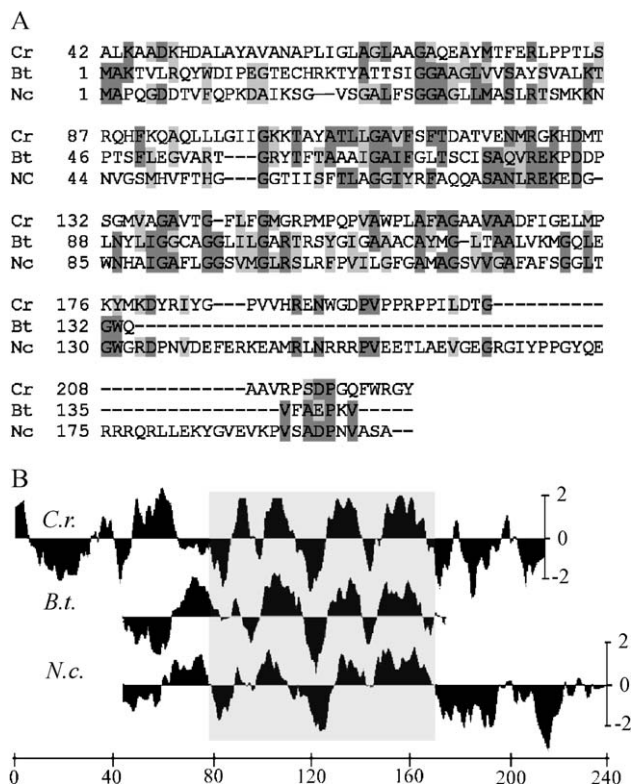 A
Cr 42 ALKAADKHDALAYAVANAPLIGLAGLAAGAQEAYMTFERLPPTLS
Bt 1 MAKTVLRQYWDIPEGTECHRKTYATTSIGGAAGLVVSAYSVALKT
Nc 1 MAPQGDDTVFQPKDAIKSG--VSGALFSGGAGLLMASLRTSMKKN
Cr 87 RQHFKQAQLLLGIIGKKTAYATLLGAVFSFTDATVENMRGKHDMT
Bt 46 PTSFLEGVART---GRYTFTAAAIGAIFGLTSCISAQVREKPDDP
NC 44 NVGSMHVFTHG---GGTIISFTLAGGIYRFAQQASANLREKEDG-
Cr 132 SGMVAGAVTG-FLFGMGRPMPQPVAWPLAFAGAAVAADFIGELMP
Bt 88 LNYLIGGCAGGLILGARTRSYGIGAAACAYMG-LTAALVKMGQLE
Nc 85 WNHAIGAFLGGSVMGLRSLRFPVILGFGAMAGSVVGAFAFSGGLT
Cr 176 KYMKDYRIYG---PVVHRENWGDPVPPRPPILDTG----------
Bt 132 GWQ------------------------------------------
Nc 130 GWGRDPNVDEFERKEAMRLNRRRPVEETLAEVGEGRGIYPPGYQE
Cr 208 ----------------AAVRPSDPGQFWRGY
Bt 135 -------------------VFAEPKV-----
Nc 175 RRRQRLLEKYGVEVKPVSADPNVASA--
B
C.r.
2
0
-2
B.t.
N.c.
2
0
-2
0 40 80 120 160 200 240